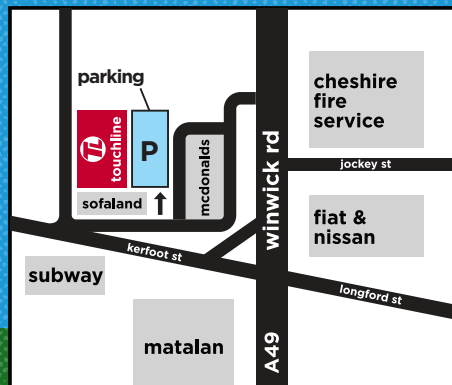 parking
touchline
P
sofaland
mcdonalds
winwick rd
A49
cheshire
fire
service
jockey st
fiat &
nissan
kerfoot st
longford st
subway
matalan